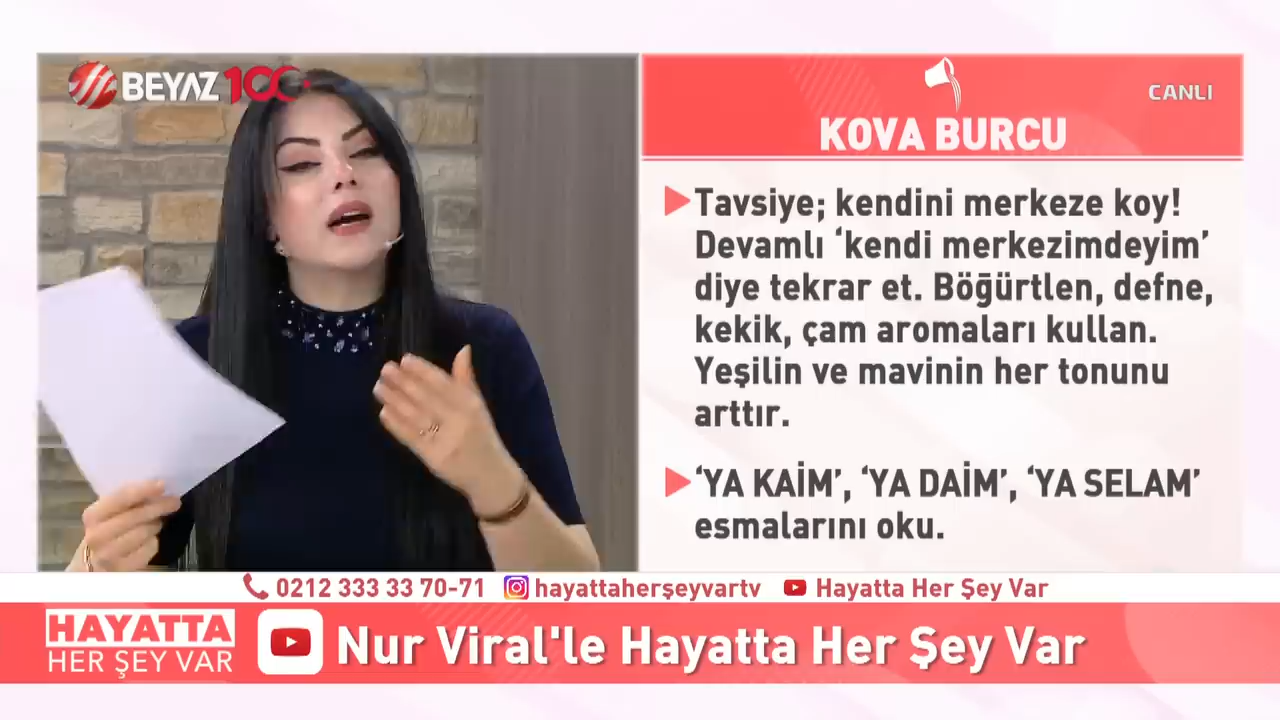 BEYAZ 100
CANLI
KOVA BURCU
Tavsiye; kendini merkeze koy!
Devamlı ‘kendi merkezimdeyim’
diye tekrar et. Böğürtlen, defne,
kekik, çam aromaları kullan.
Yeşilin ve mavinin her tonunu
arttır.
‘YA KAİM’, ‘YA DAİM’, ‘YA SELAM’
esmalarını oku.
0212 333 33 70-71 hayattaherşeyvartv Hayatta Her Şey Var
HAYATTA
HER ŞEY VAR
Nur Viral'le Hayatta Her Şey Var